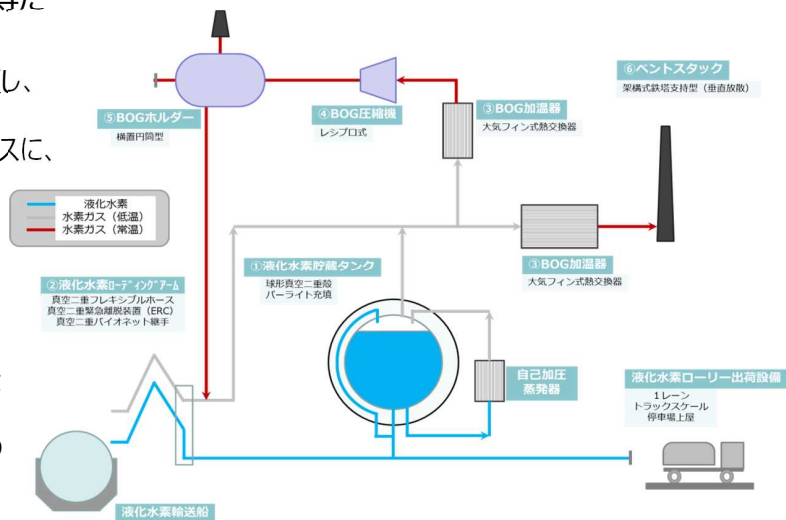 し、
スに、
⑥ベントスタック
架構式鉄塔支持型（垂直放散）
⑤BOGホルダー
横置円筒型
④BOG圧縮機
レシプロ式
③BOG加温器
大気フィン式熱交換器
液化水素
水素ガス（低温）
水素ガス（常温）
①液化水素貯蔵タンク
球形真空二重殻
パーライト充填
③BOG加温器
大気フィン式熱交換器
②液化水素ﾛｰﾃﾞｨﾝｸﾞｱｰﾑ
真空二重フレキシブルホース
真空二重緊急離脱装置（ERC）
真空二重バイオネット継手
自己加圧
蒸発器
液化水素ローリー出荷設備
１レーン
トラックスケール
停車場上屋
液化水素輸送船